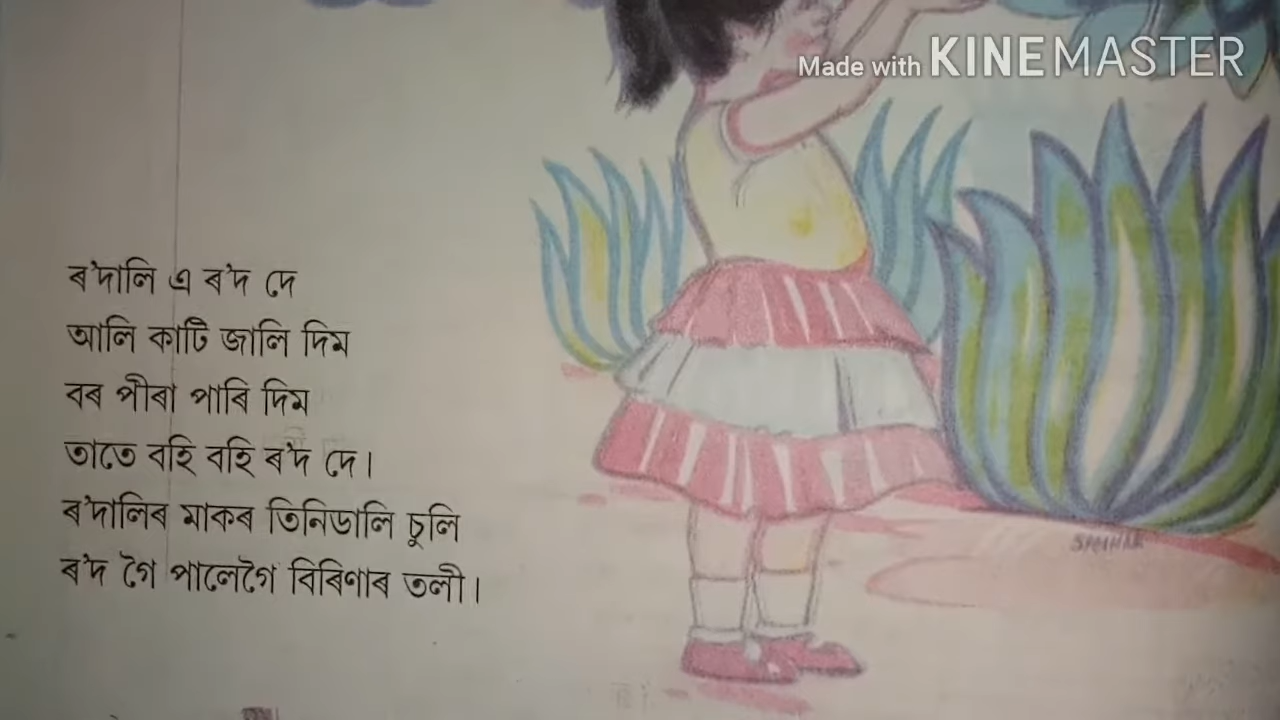 Made with KINEMASTER
ৰ'দালি এ ৰ'দ দে
আলি কাটি জালি দিম
বৰ পীৰা পাৰি দিম
তাতে বহি বহি ৰ'দ দে।
ৰ'দালিৰ মাকৰ তিনিডালি চুলি
ৰ'দ গৈ পালেগৈ বিৰিণাৰ তলী।